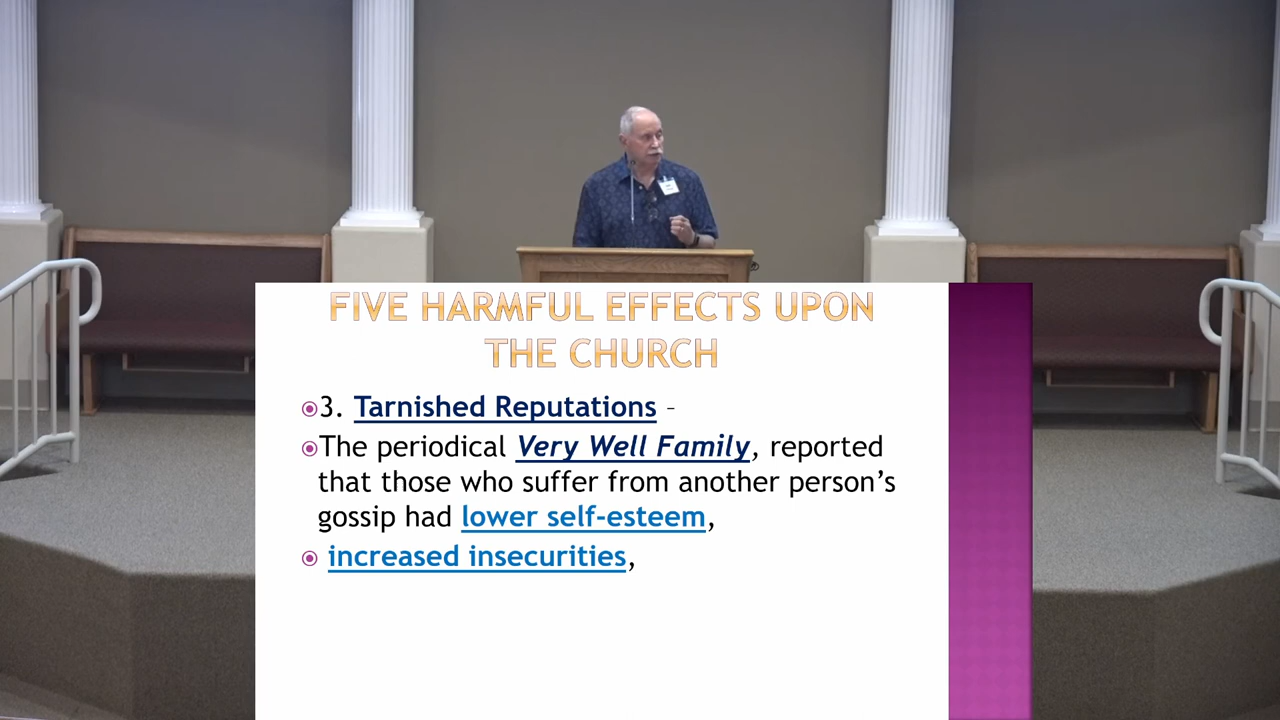 FIVE HARMFUL EFFECTS UPON
THE CHURCH
3. Tarnished Reputations –
The periodical Very Well Family, reported
that those who suffer from another person's
gossip had lower self-esteem,
increased insecurities,